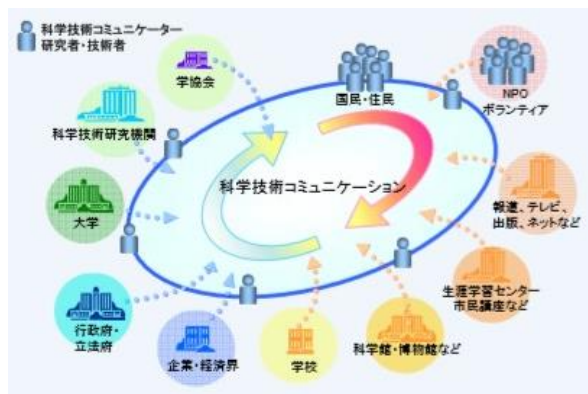 科学技術コミュニケーター
研究者・技術者
学協会
国民・住民
NPO
ボランティア
科学技術研究機関
科学技術コミュニケーション
大学
報道、テレビ、
出版、ネットなど
生涯学習センター
市民講座など
行政府・
立法府
企業・経済界
学校
科学館・博物館など